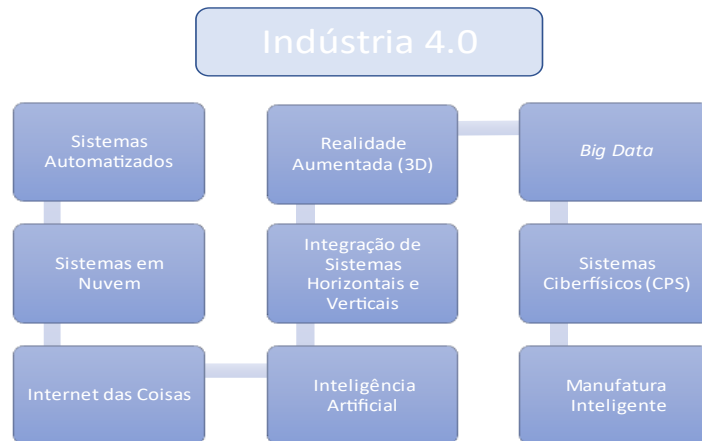 Indústria 4.0
Sistemas
Automatizados
Sistemas em
Nuvem
Internet das Coisas
Inteligência
Artificial
Integração de
Sistemas
Horizontais e
Verticais
Realidade
Aumentada (3D)
Big Data
Sistemas
Ciberfísicos (CPS)
Manufatura
Inteligente